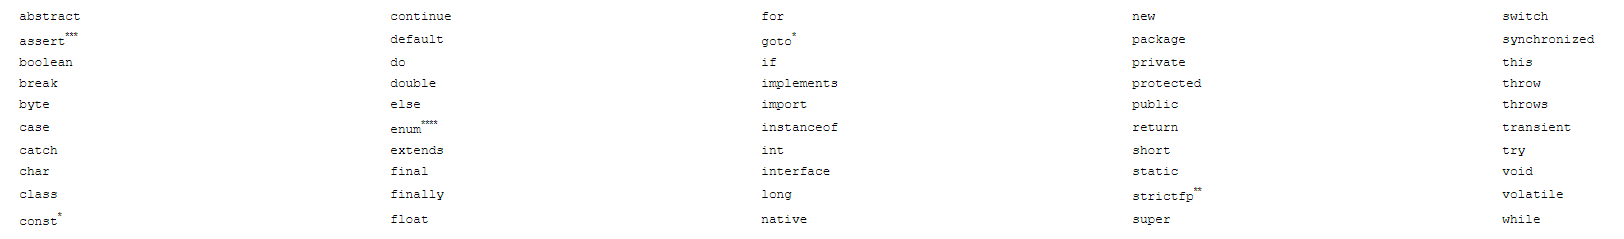 abstract continue for new switch
assert*** default goto* package synchronized
boolean do if private this
break double implements protected throw
byte else import public throws
case enum**** instanceof return transient
catch extends int short try
char final interface static void
class finally long strictfp** volatile
const* float native super while